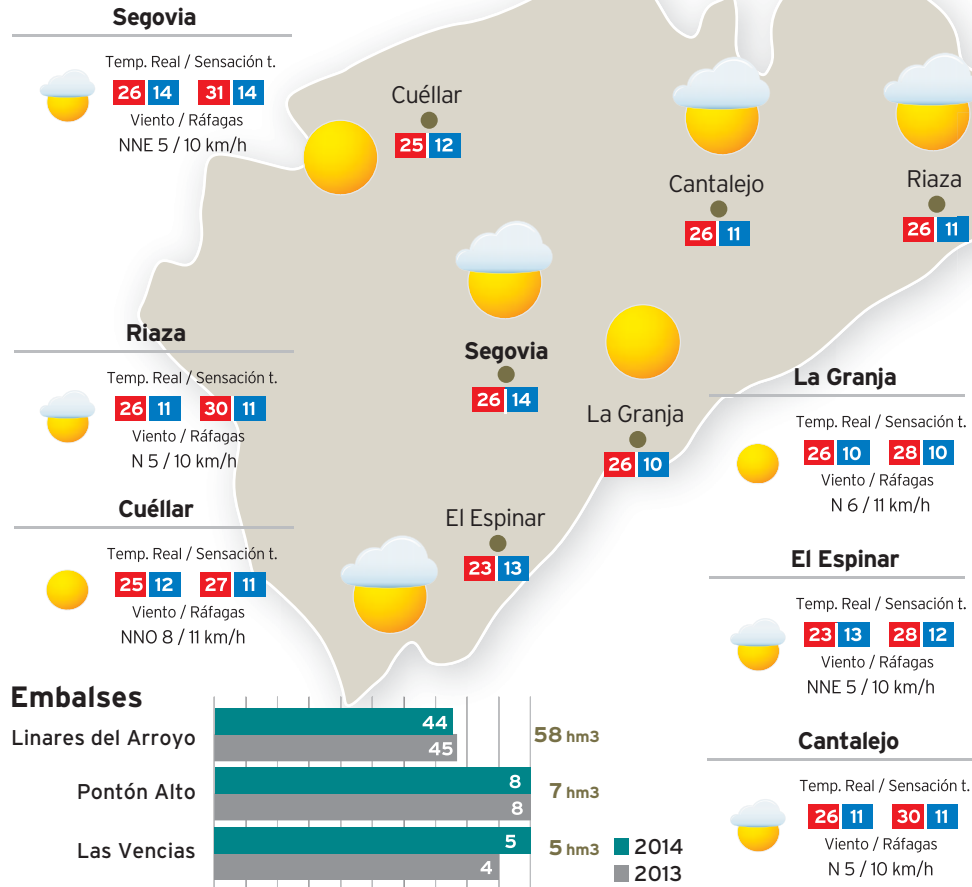 Segovia
Temp. Real / Sensación t.
26 14 31 14
Viento / Ráfagas
NNE 5 / 10 km/h
Cuéllar
25 12
Cantalejo
26 11
Riaza
26 11
Segovia
26 14
La Granja
26 10
El Espinar
23 13
Riaza
Temp. Real / Sensación t.
26 11 30 11
Viento / Ráfagas
N 5 / 10 km/h
Cuéllar
Temp. Real / Sensación t.
25 12 27 11
Viento / Ráfagas
NNO 8 / 11 km/h
La Granja
Temp. Real / Sensación t.
26 10 28 10
Viento / Ráfagas
N 6 / 11 km/h
El Espinar
Temp. Real / Sensación t.
23 13 28 12
Viento / Ráfagas
NNE 5 / 10 km/h
Cantalejo
Temp. Real / Sensación t.
26 11 30 11
Viento / Ráfagas
N 5 / 10 km/h
Embalses
Linares del Arroyo 44 58 hm3
45
Pontón Alto 8 7 hm3
8
Las Vencias 5 5 hm3
4
2014
2013